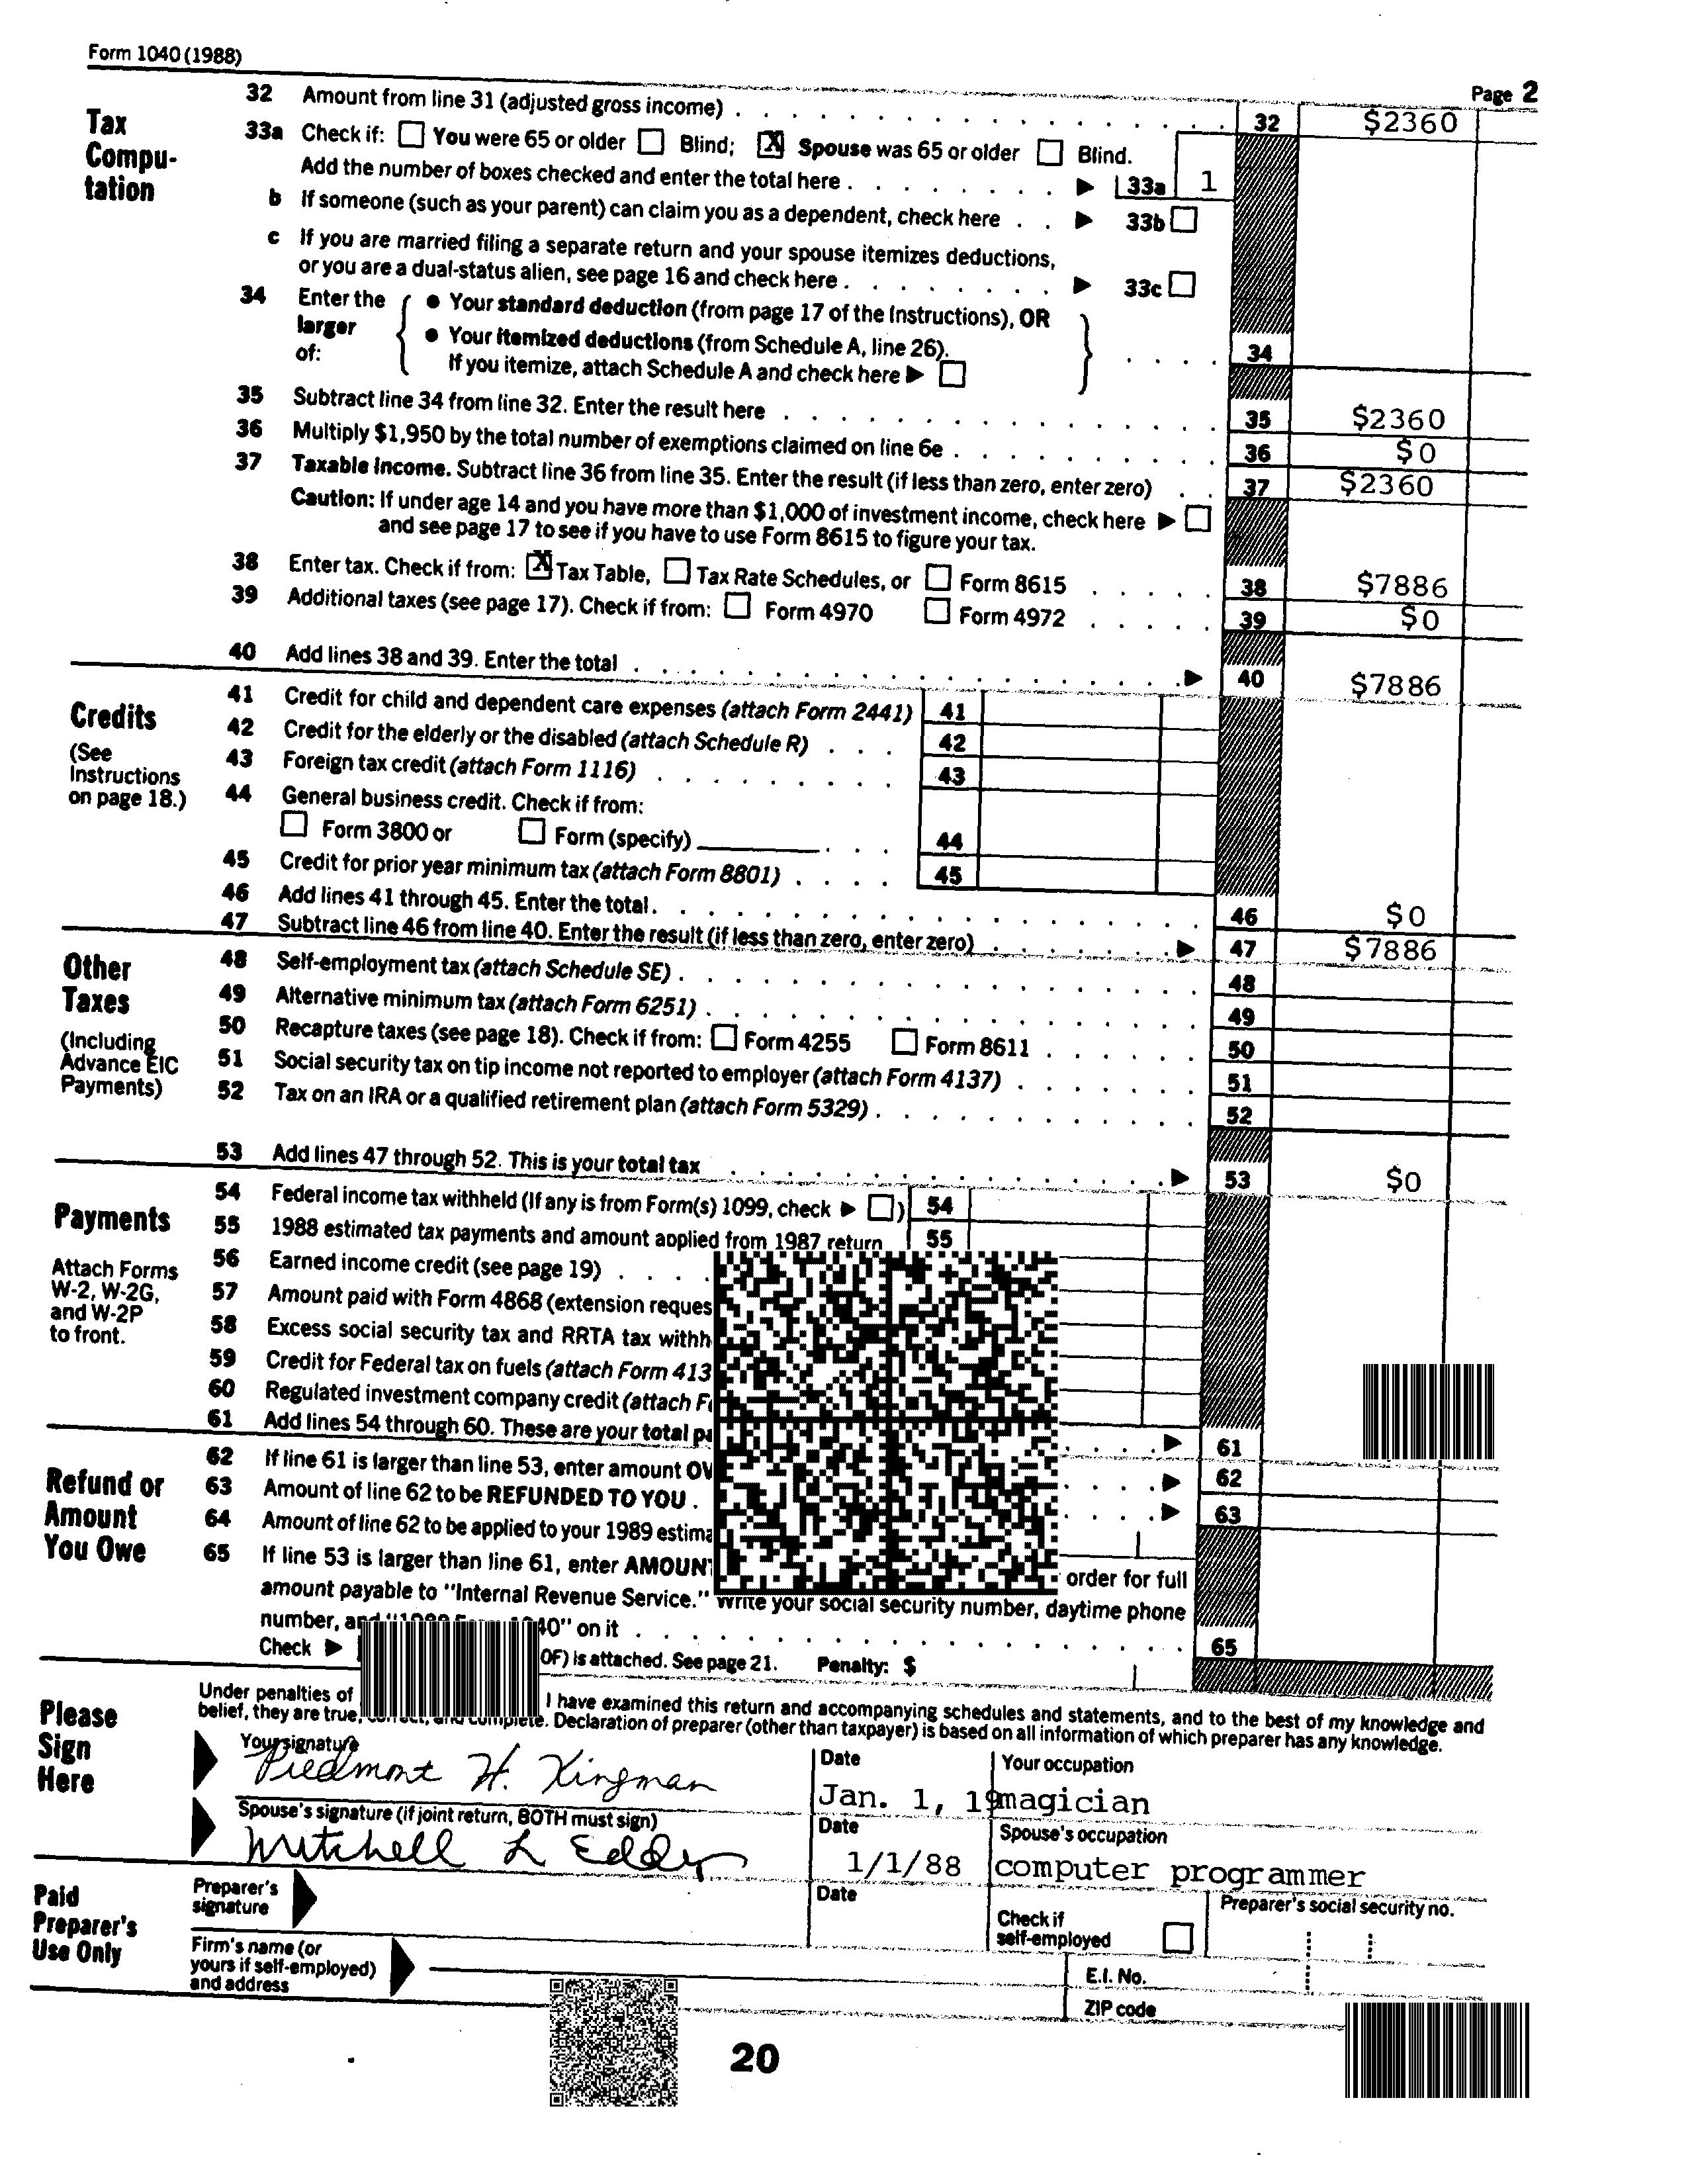 Form 1040 (1988)
Page 2
Tax Compu-tation
32 Amount from line 31 (adjusted gross income) 32 $2360
33a Check if: You were 65 or older Blind; X Spouse was 65 or older Blind.
Add the number of boxes checked and enter the total here 33a 1
b If someone (such as your parent) can claim you as a dependent, check here 33b
c If you are married filing a separate return and your spouse itemizes deductions,
or you are a dual-status alien, see page 16 and check here 33c
34 Enter the larger of:
• Your standard deduction (from page 17 of the Instructions), OR
• Your itemized deductions (from Schedule A, line 26).
If you itemize, attach Schedule A and check here 34
35 Subtract line 34 from line 32. Enter the result here 35 $2360
36 Multiply $1,950 by the total number of exemptions claimed on line 6e 36 $0
37 Taxable income. Subtract line 36 from line 35. Enter the result (if less than zero, enter zero) 37 $2360
Caution: If under age 14 and you have more than $1,000 of investment income, check here
and see page 17 to see if you have to use Form 8615 to figure your tax.
38 Enter tax. Check if from: X Tax Table, Tax Rate Schedules, or Form 8615 38 $7886
39 Additional taxes (see page 17). Check if from: Form 4970 Form 4972 39 $0
40 Add lines 38 and 39. Enter the total 40 $7886
Credits
(See Instructions on page 18.)
41 Credit for child and dependent care expenses (attach Form 2441) 41
42 Credit for the elderly or the disabled (attach Schedule R) 42
43 Foreign tax credit (attach Form 1116) 43
44 General business credit. Check if from:
Form 3800 or Form (specify) 44
45 Credit for prior year minimum tax (attach Form 8801) 45
46 Add lines 41 through 45. Enter the total 46 $0
47 Subtract line 46 from line 40. Enter the result (if less than zero, enter zero) 47 $7886
Other Taxes
(Including Advance EIC Payments)
48 Self-employment tax (attach Schedule SE) 48
49 Alternative minimum tax (attach Form 6251) 49
50 Recapture taxes (see page 18). Check if from: Form 4255 Form 8611 50
51 Social security tax on tip income not reported to employer (attach Form 4137) 51
52 Tax on an IRA or a qualified retirement plan (attach Form 5329) 52
53 Add lines 47 through 52. This is your total tax 53 $0
Payments
Attach Forms W-2, W-2G, and W-2P to front.
54 Federal income tax withheld (If any is from Form(s) 1099, check ) 54
55 1988 estimated tax payments and amount applied from 1987 return 55
56 Earned income credit (see page 19)
57 Amount paid with Form 4868 (extension
58 Excess social security tax and RRTA tax
59 Credit for Federal tax on fuels (attach Form
60 Regulated investment company credit (attach
61 Add lines 54 through 60. These are your total 61
Refund or Amount You Owe
62 If line 61 is larger than line 53, enter amount 62
63 Amount of line 62 to be REFUNDED TO YOU 63
64 Amount of line 62 to be applied to your 1989
65 If line 53 is larger than line 61, enter order for full
amount payable to "Internal Revenue Service." Write your social security number, daytime phone
number, 40" on it 65
Check OF) is attached. See page 21. Penalty: $
Please Sign Here
Under penalties of I have examined this return and accompanying schedules and statements, and to the best of my knowledge and
belief, they are true, correct, and complete. Declaration of preparer (other than taxpayer) is based on all information of which preparer has any knowledge.
Your signature Date Your occupation
Piedmont H. Kingman Jan. 1, 19 magician
Spouse's signature (if joint return, BOTH must sign) Date Spouse's occupation
Mitchell L Eddy 1/1/88 computer programmer
Paid Preparer's Use Only
Preparer's signature Date Check if self-employed Preparer's social security no.
Firm's name (or yours if self-employed) and address
E.I. No.
ZIP code
20